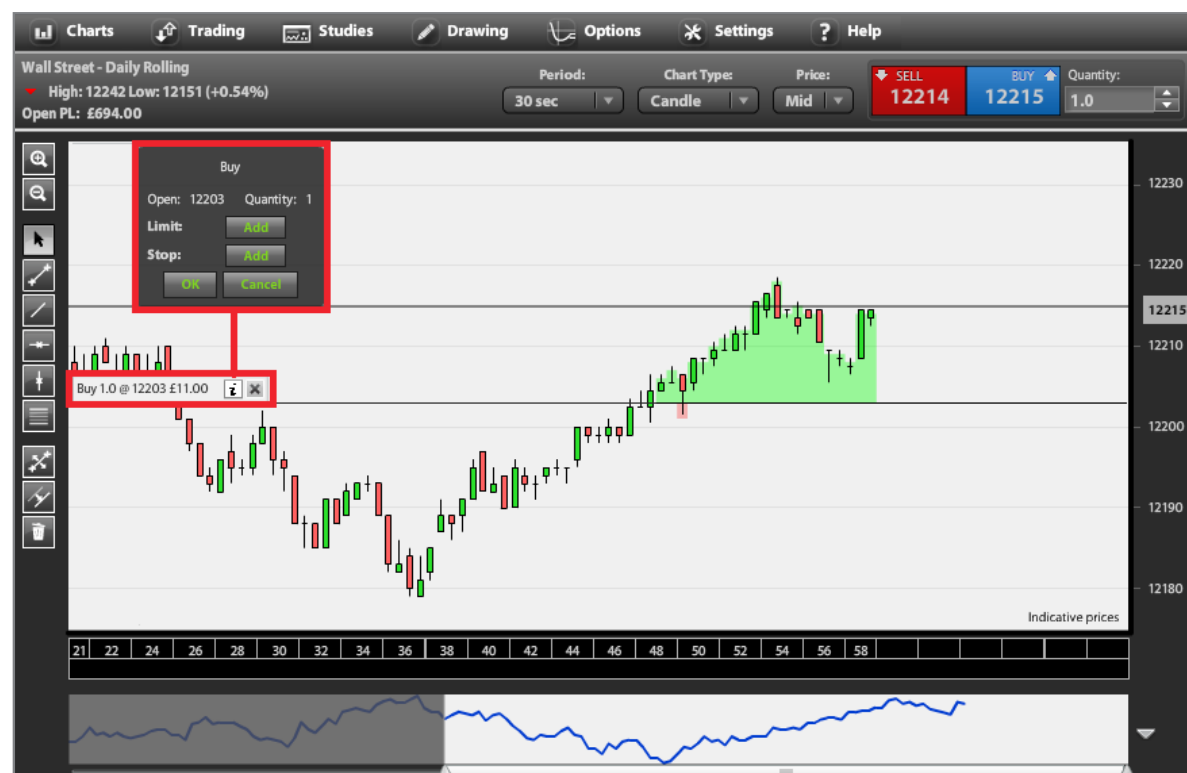 Charts Trading Studies Drawing Options Settings ? Help
Wall Street - Daily Rolling
High: 12242 Low: 12151 (+0.54%)
Open PL: £694.00
Period: Chart Type: Price: SELL BUY Quantity:
30 sec Candle Mid 12214 12215 1.0
Buy
Open: 12203 Quantity: 1
Limit: Add
Stop: Add
OK Cancel
12230
12220
12215
12210
Buy 1.0 @ 12203 £11.00 i
12200
12190
12180
Indicative prices
21 22 24 26 28 30 32 34 36 38 40 42 44 46 48 50 52 54 56 58